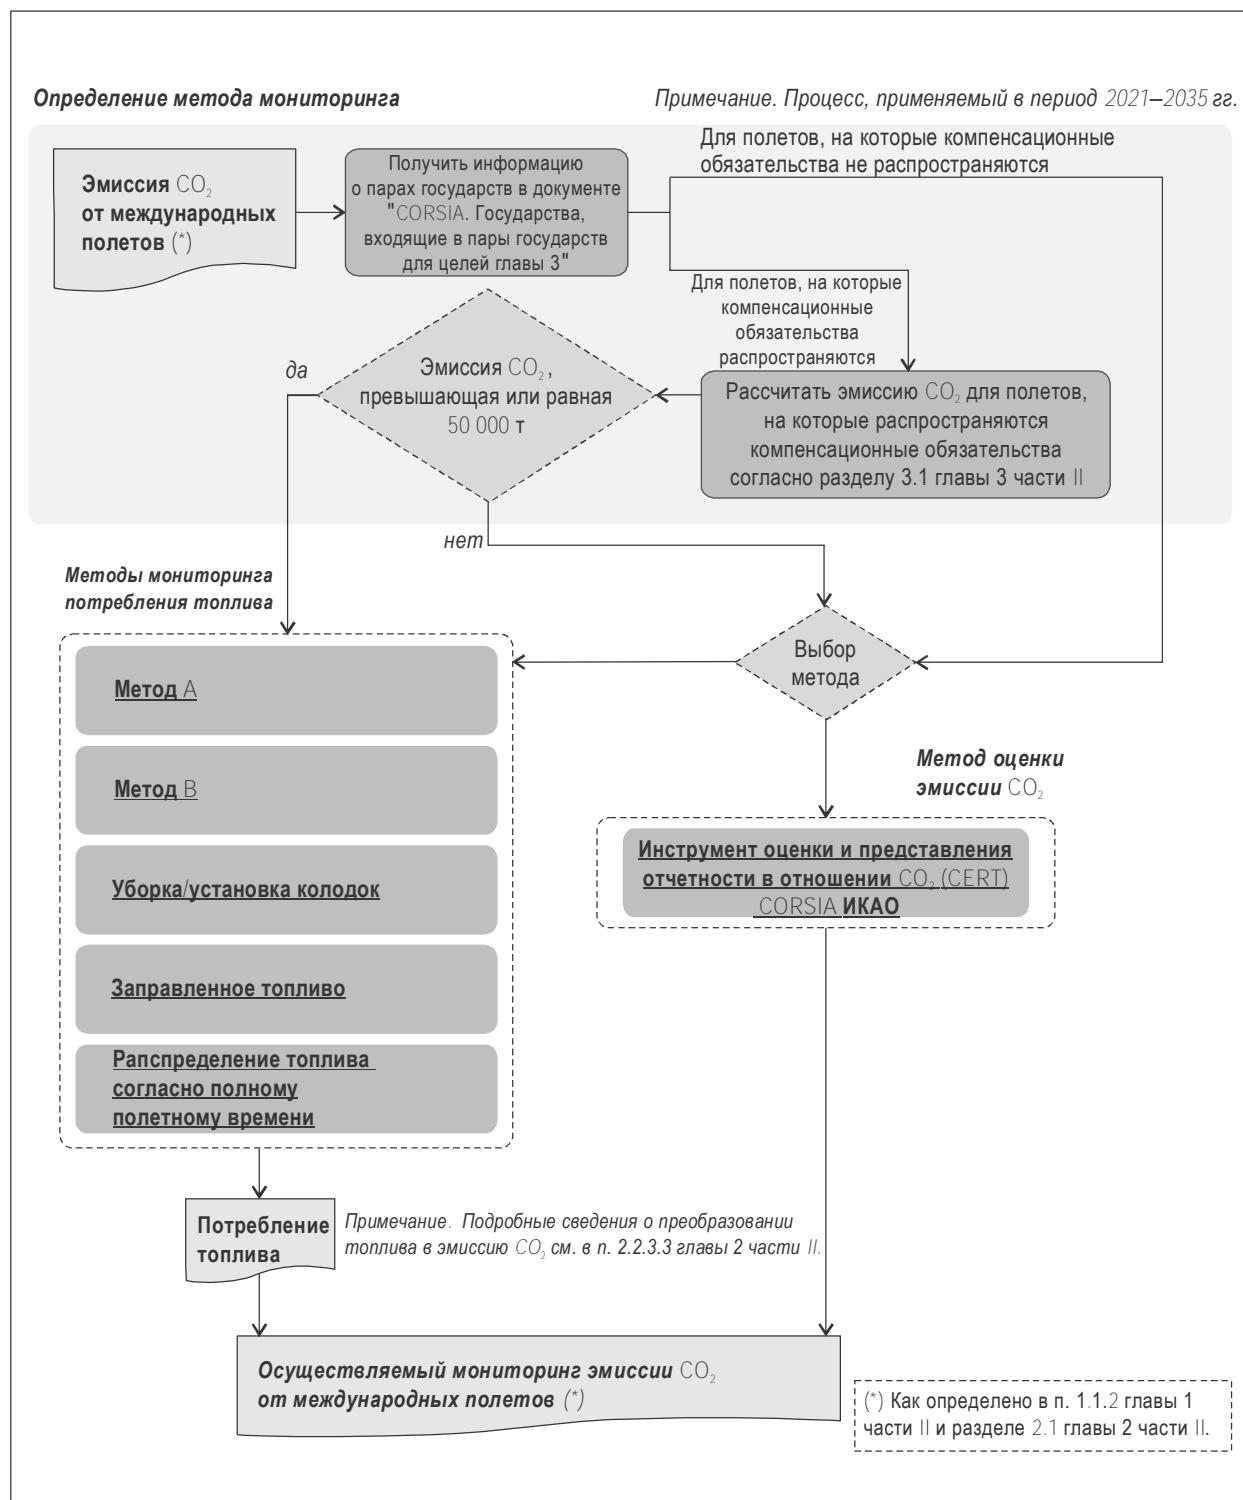 Определение метода мониторинга
Примечание. Процесс, применяемый в период 2021–2035 гг.
Для полетов, на которые компенсационные
обязательства не распространяются
Эмиссия CO₂
от международных
полетов (*)
Получить информацию
о парах государств в документе
"CORSIA. Государства,
входящие в пары государств
для целей главы 3"
Для полетов, на которые
компенсационные
обязательства
распространяются
да
Эмиссия CO₂,
превышающая или равная
50 000 т
Рассчитать эмиссию CO₂ для полетов,
на которые распространяются
компенсационные обязательства
согласно разделу 3.1 главы 3 части II
нет
Методы мониторинга
потребления топлива
Выбор
метода
Метод A
Метод B
Уборка/установка колодок
Заправленное топливо
Рапспределение топлива
согласно полному
полетному времени
Метод оценки
эмиссии CO₂
Инструмент оценки и представления
отчетности в отношении CO₂ (CERT)
CORSIA ИКАО
Потребление
топлива
Примечание. Подробные сведения о преобразовании
топлива в эмиссию CO₂ см. в п. 2.2.3.3 главы 2 части II.
Осуществляемый мониторинг эмиссии CO₂
от международных полетов (*)
(*) Как определено в п. 1.1.2 главы 1
части II и разделе 2.1 главы 2 части II.